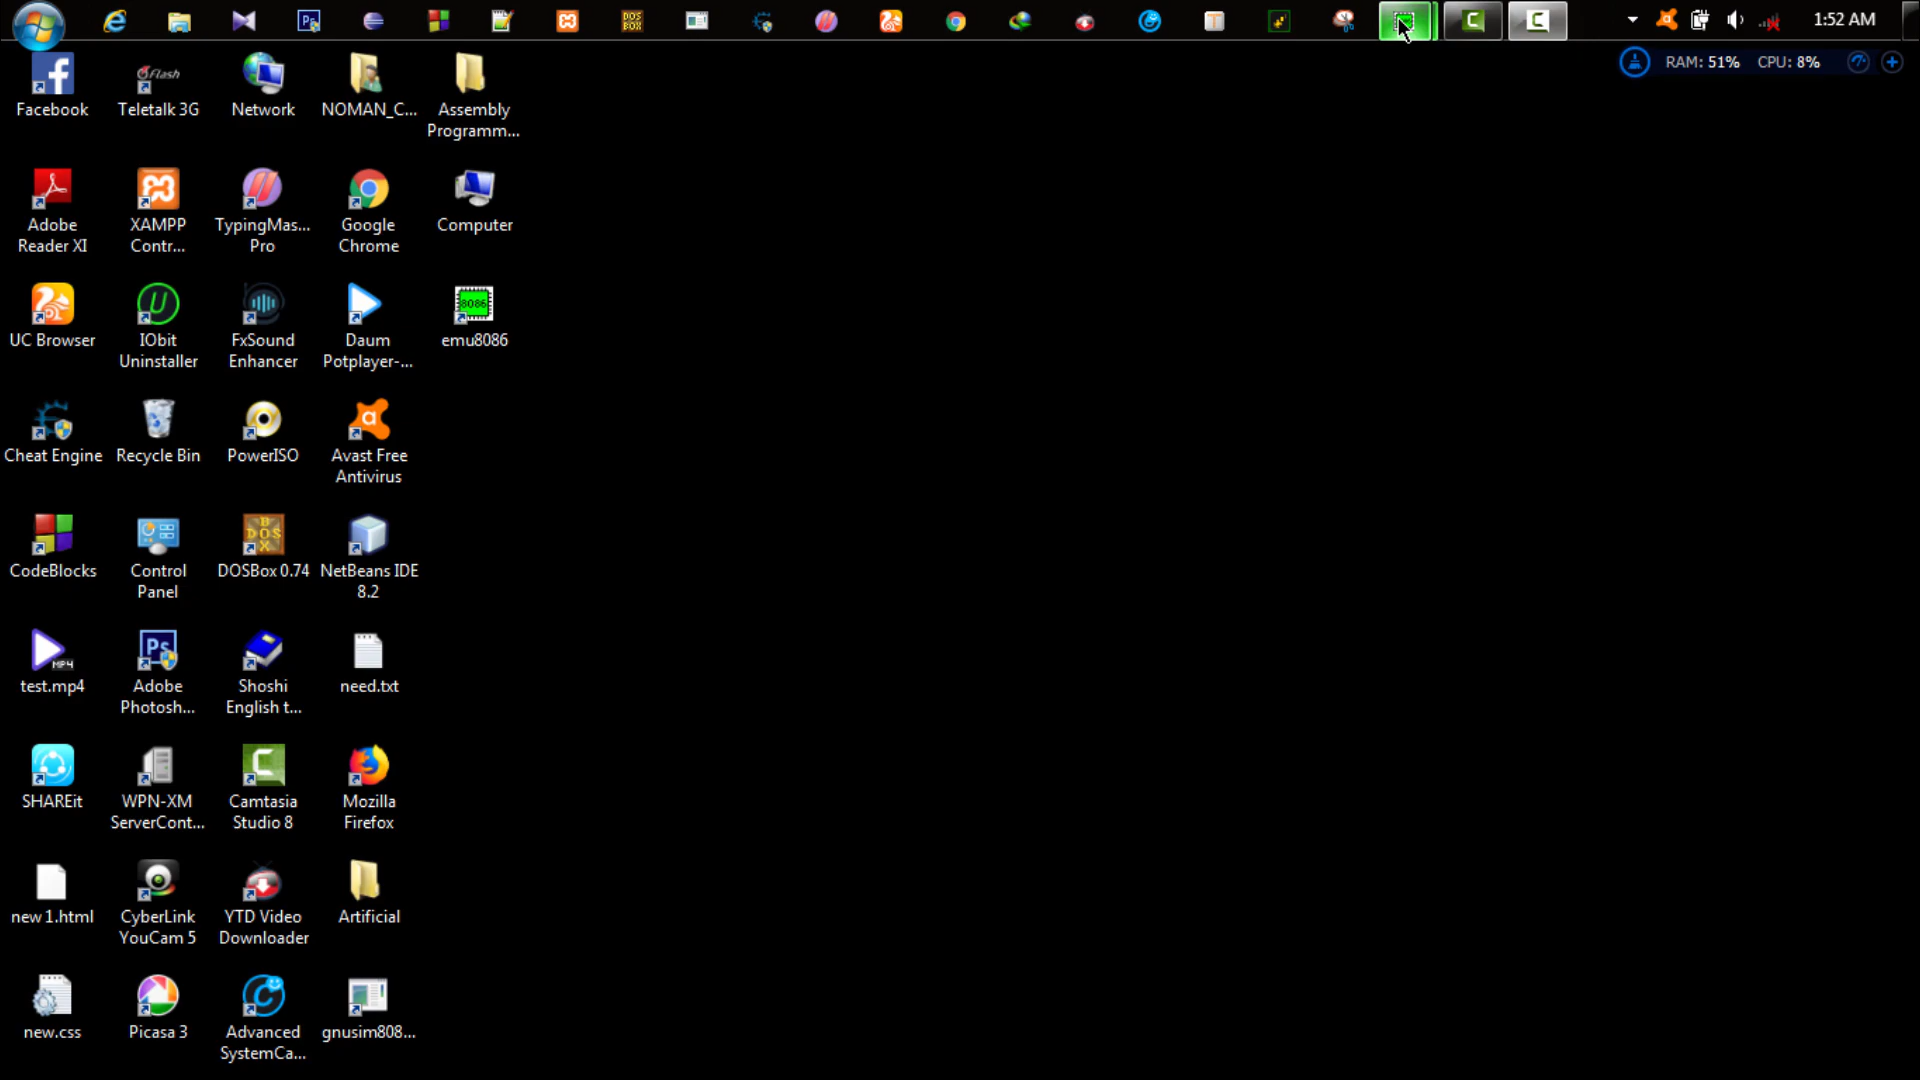 1:52 AM
RAM: 51% CPU: 8%
Facebook
Teletalk 3G
Network
NOMAN_C...
Assembly
Programm...
Adobe
Reader XI
XAMPP
Contr...
TypingMas...
Pro
Google
Chrome
Computer
UC Browser
IObit
Uninstaller
FxSound
Enhancer
Daum
Potplayer-...
8086
emu8086
Cheat Engine
Recycle Bin
PowerISO
Avast Free
Antivirus
CodeBlocks
Control
Panel
DOSBox 0.74
NetBeans IDE
8.2
test.mp4
Adobe
Photosh...
Shoshi
English t...
need.txt
SHAREit
WPN-XM
ServerCont...
Camtasia
Studio 8
Mozilla
Firefox
new 1.html
CyberLink
YouCam 5
YTD Video
Downloader
Artificial
new.css
Picasa 3
Advanced
SystemCa...
gnusim808...